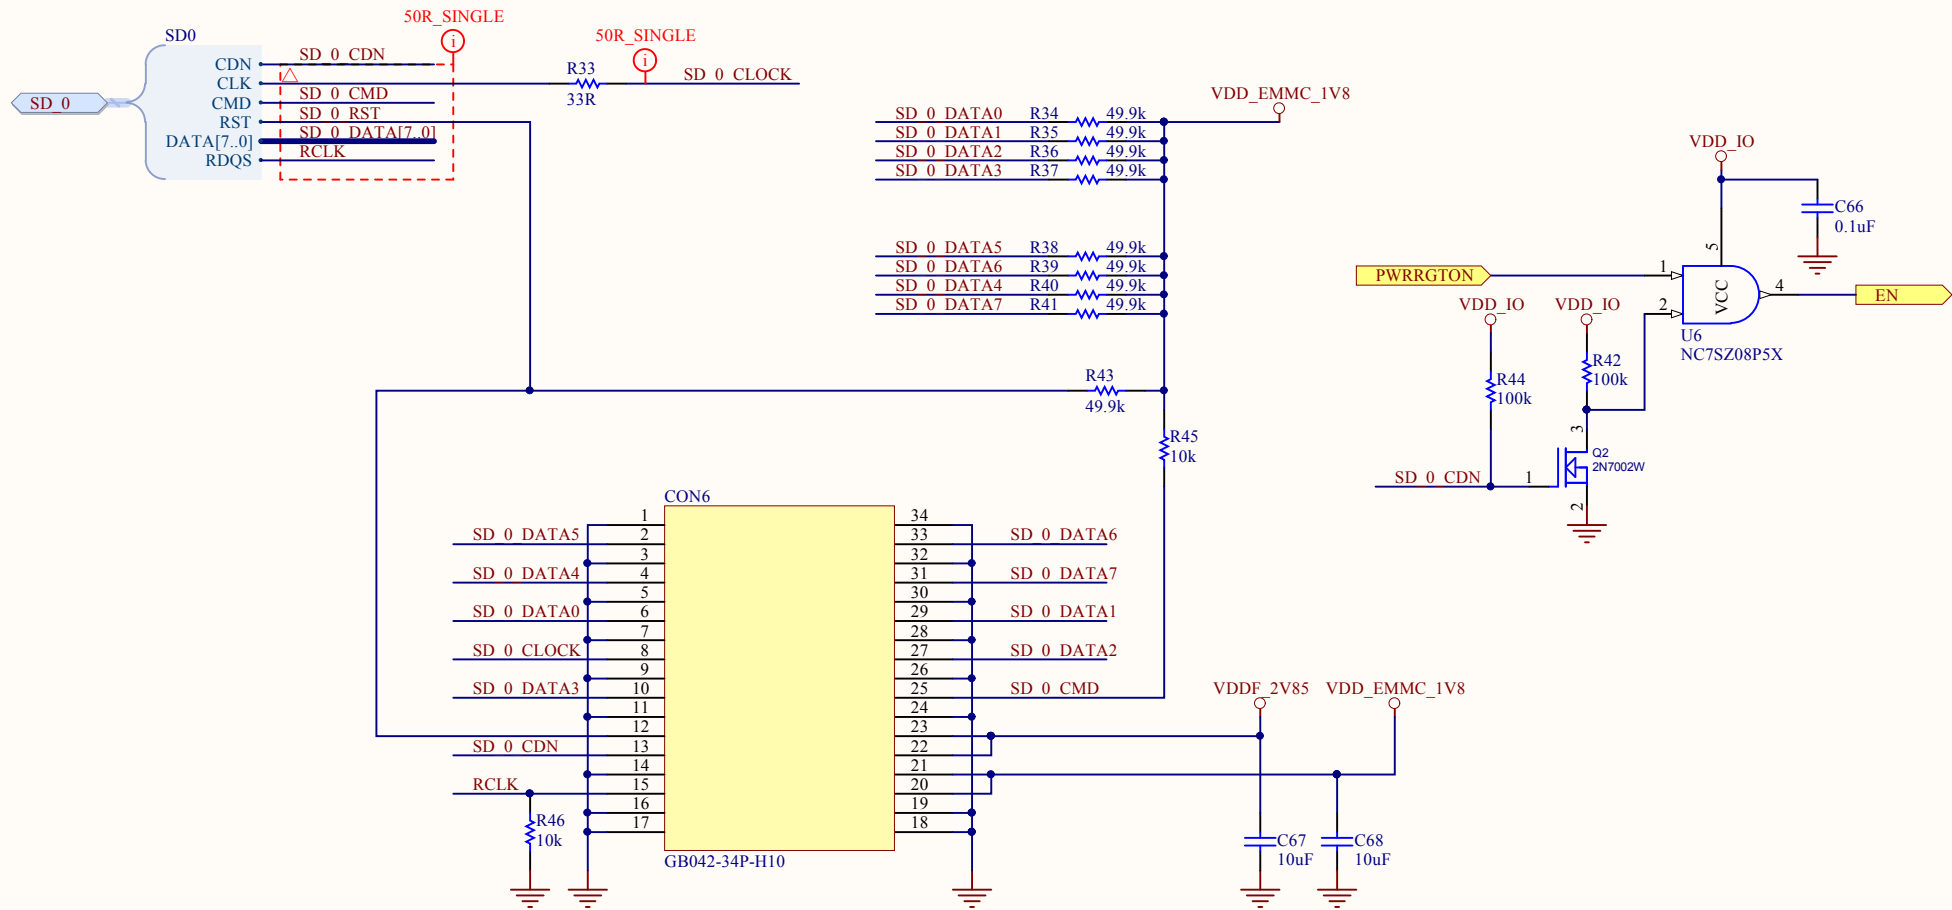 50R_SINGLE
SD0
CDN
CLK
CMD
RST
DATA[7..0]
RDQS
SD_0
SD_0_CDN
SD_0_CMD
SD_0_RST
SD_0_DATA[7..0]
RCLK
i
R33
33R
50R_SINGLE
i
SD_0_CLOCK
SD_0_DATA0 R34 49.9k
SD_0_DATA1 R35 49.9k
SD_0_DATA2 R36 49.9k
SD_0_DATA3 R37 49.9k
VDD_EMMC_1V8
SD_0_DATA5 R38 49.9k
SD_0_DATA6 R39 49.9k
SD_0_DATA4 R40 49.9k
SD_0_DATA7 R41 49.9k
R43
49.9k
R45
10k
VDD_IO
C66
0.1uF
5
PWRRGTON
1
2
VCC
4
EN
U6
NC7SZ08P5X
VDD_IO
VDD_IO
R44
100k
R42
100k
3
Q2
2N7002W
SD_0_CDN
1
2
CON6
1 34
SD_0_DATA5 2 33 SD_0_DATA6
3 32
SD_0_DATA4 4 31 SD_0_DATA7
5 30
SD_0_DATA0 6 29 SD_0_DATA1
7 28
SD_0_CLOCK 8 27 SD_0_DATA2
9 26
SD_0_DATA3 10 25 SD_0_CMD
11 24
12 23
SD_0_CDN 13 22
14 21
RCLK 15 20
16 19
17 18
GB042-34P-H10
R46
10k
VDDF_2V85
VDD_EMMC_1V8
C67
10uF
C68
10uF